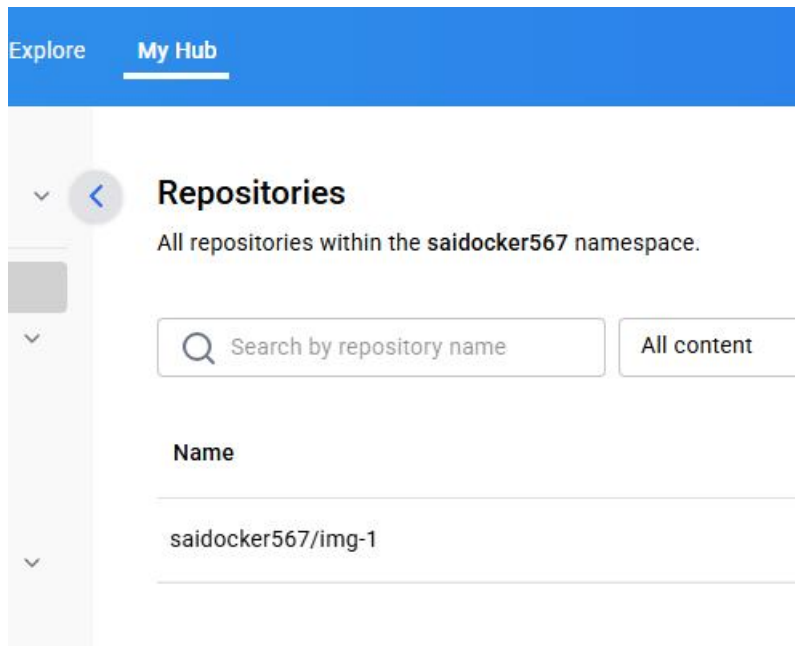 Explore My Hub
Repositories
All repositories within the saidocker567 namespace.
Search by repository name All content
Name
saidocker567/img-1